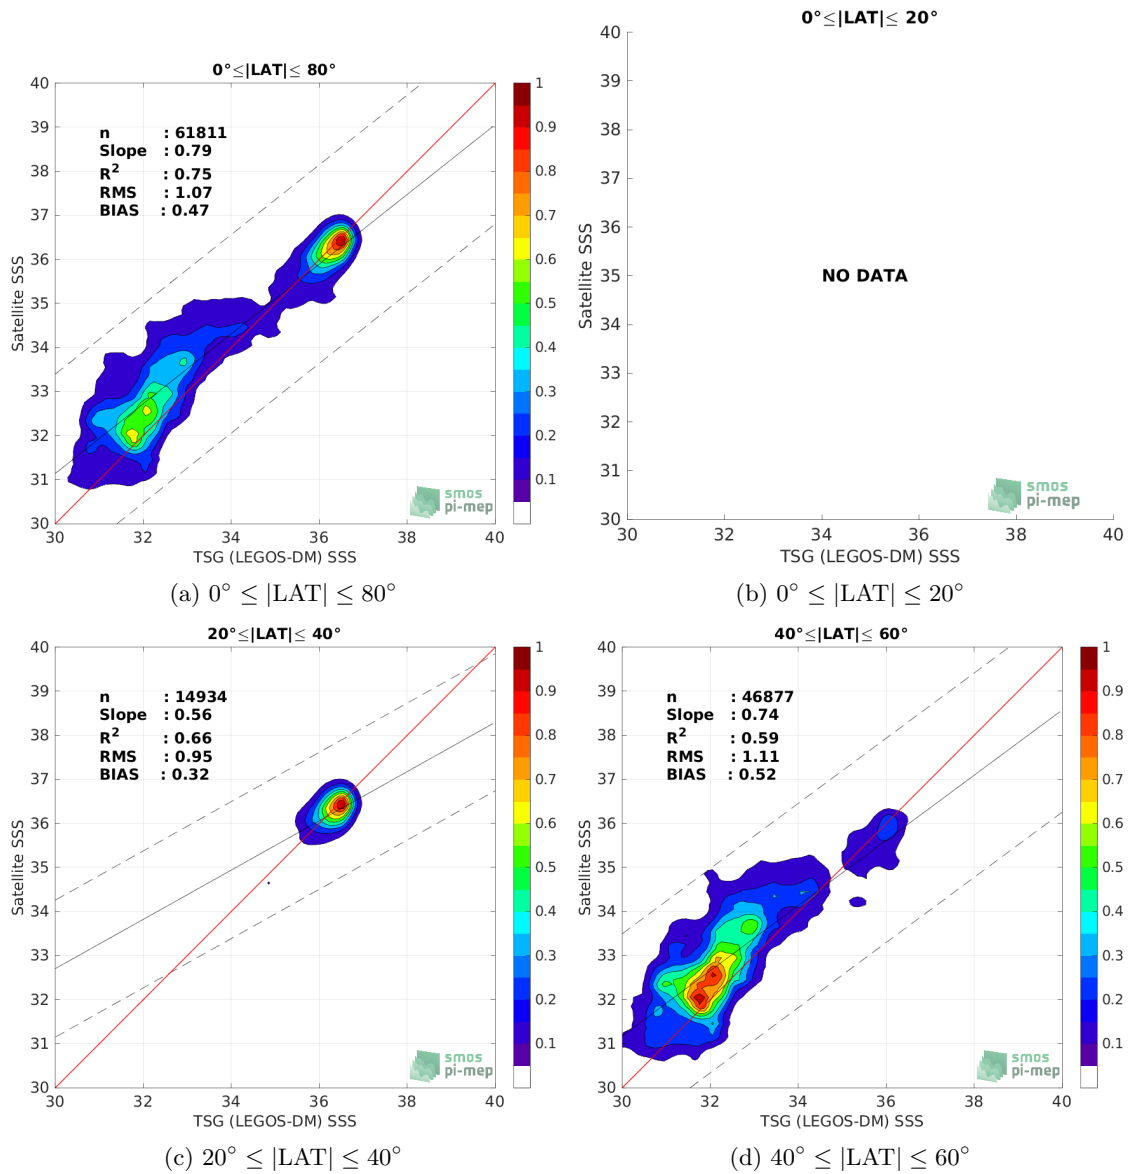 0°≤|LAT|≤ 80°
40
39
38
37
36
35
34
33
32
31
30
Satellite SSS
n : 61811
Slope : 0.79
R² : 0.75
RMS : 1.07
BIAS : 0.47
smos
pi-mep
30 32 34 36 38 40
TSG (LEGOS-DM) SSS
1
0.9
0.8
0.7
0.6
0.5
0.4
0.3
0.2
0.1
(a) 0° ≤ |LAT| ≤ 80°
0°≤|LAT|≤ 20°
40
39
38
37
36
35
34
33
32
31
30
Satellite SSS
NO DATA
smos
pi-mep
30 32 34 36 38 40
TSG (LEGOS-DM) SSS
(b) 0° ≤ |LAT| ≤ 20°
20°≤|LAT|≤ 40°
40
39
38
37
36
35
34
33
32
31
30
Satellite SSS
n : 14934
Slope : 0.56
R² : 0.66
RMS : 0.95
BIAS : 0.32
smos
pi-mep
30 32 34 36 38 40
TSG (LEGOS-DM) SSS
1
0.9
0.8
0.7
0.6
0.5
0.4
0.3
0.2
0.1
(c) 20° ≤ |LAT| ≤ 40°
40°≤|LAT|≤ 60°
40
39
38
37
36
35
34
33
32
31
30
Satellite SSS
n : 46877
Slope : 0.74
R² : 0.59
RMS : 1.11
BIAS : 0.52
smos
pi-mep
30 32 34 36 38 40
TSG (LEGOS-DM) SSS
1
0.9
0.8
0.7
0.6
0.5
0.4
0.3
0.2
0.1
(d) 40° ≤ |LAT| ≤ 60°